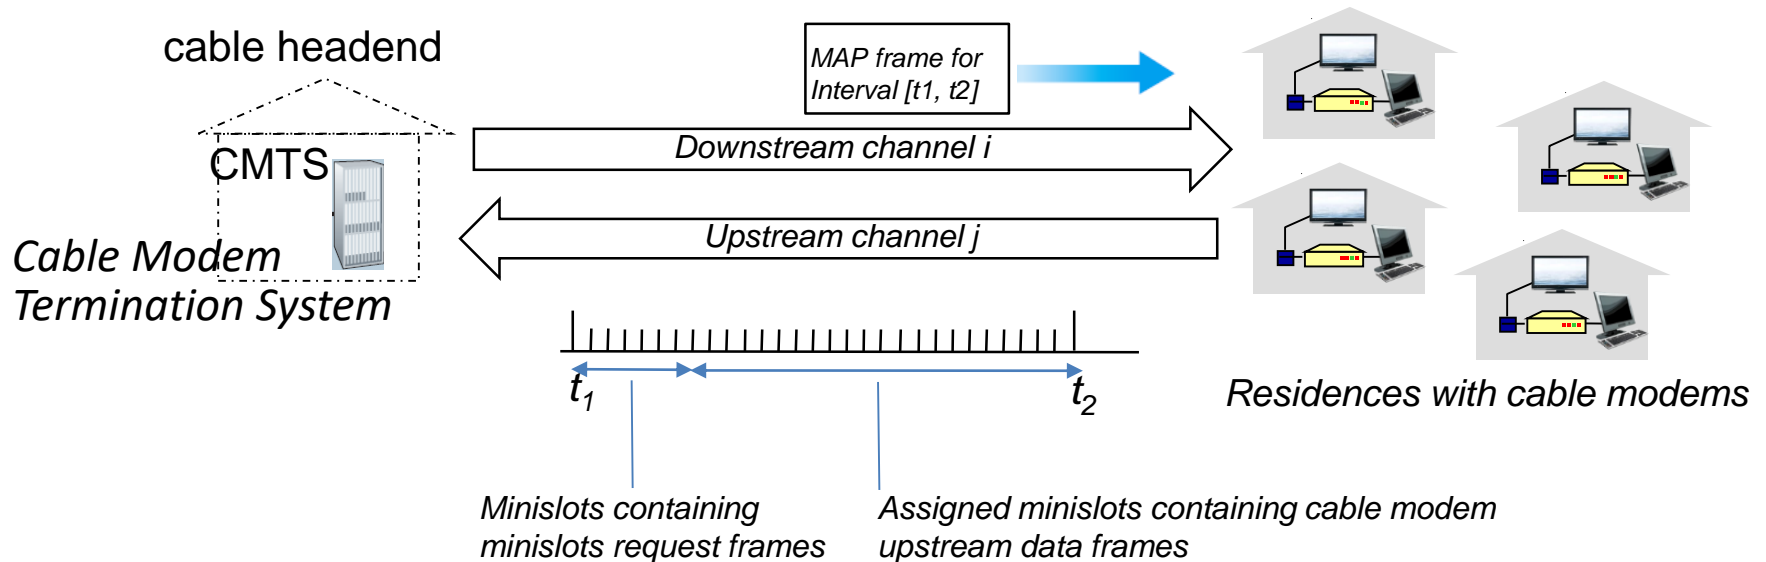 cable headend
CMTS
Cable Modem
Termination System
MAP frame for
Interval [t1, t2]
Downstream channel i
Upstream channel j
t1
t2
Residences with cable modems
Minislots containing
minislots request frames
Assigned minislots containing cable modem
upstream data frames